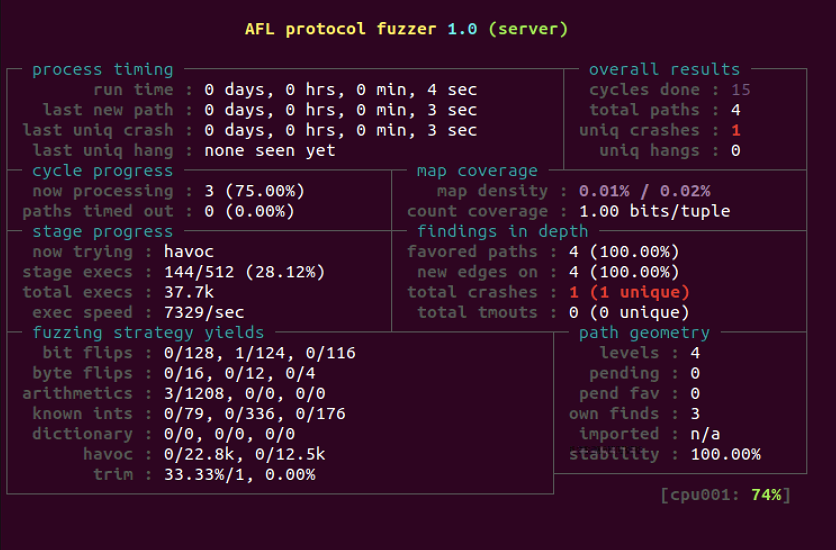 AFL protocol fuzzer 1.0 (server)
process timing
run time : 0 days, 0 hrs, 0 min, 4 sec
last new path : 0 days, 0 hrs, 0 min, 3 sec
last uniq crash : 0 days, 0 hrs, 0 min, 3 sec
last uniq hang : none seen yet
overall results
cycles done : 15
total paths : 4
uniq crashes : 1
uniq hangs : 0
cycle progress
now processing : 3 (75.00%)
paths timed out : 0 (0.00%)
map coverage
map density : 0.01% / 0.02%
count coverage : 1.00 bits/tuple
stage progress
now trying : havoc
stage execs : 144/512 (28.12%)
total execs : 37.7k
exec speed : 7329/sec
findings in depth
favored paths : 4 (100.00%)
new edges on : 4 (100.00%)
total crashes : 1 (1 unique)
total tmouts : 0 (0 unique)
fuzzing strategy yields
bit flips : 0/128, 1/124, 0/116
byte flips : 0/16, 0/12, 0/4
arithmetics : 3/1208, 0/0, 0/0
known ints : 0/79, 0/336, 0/176
dictionary : 0/0, 0/0, 0/0
havoc : 0/22.8k, 0/12.5k
trim : 33.33%/1, 0.00%
path geometry
levels : 4
pending : 0
pend fav : 0
own finds : 3
imported : n/a
stability : 100.00%
[cpu001: 74%]